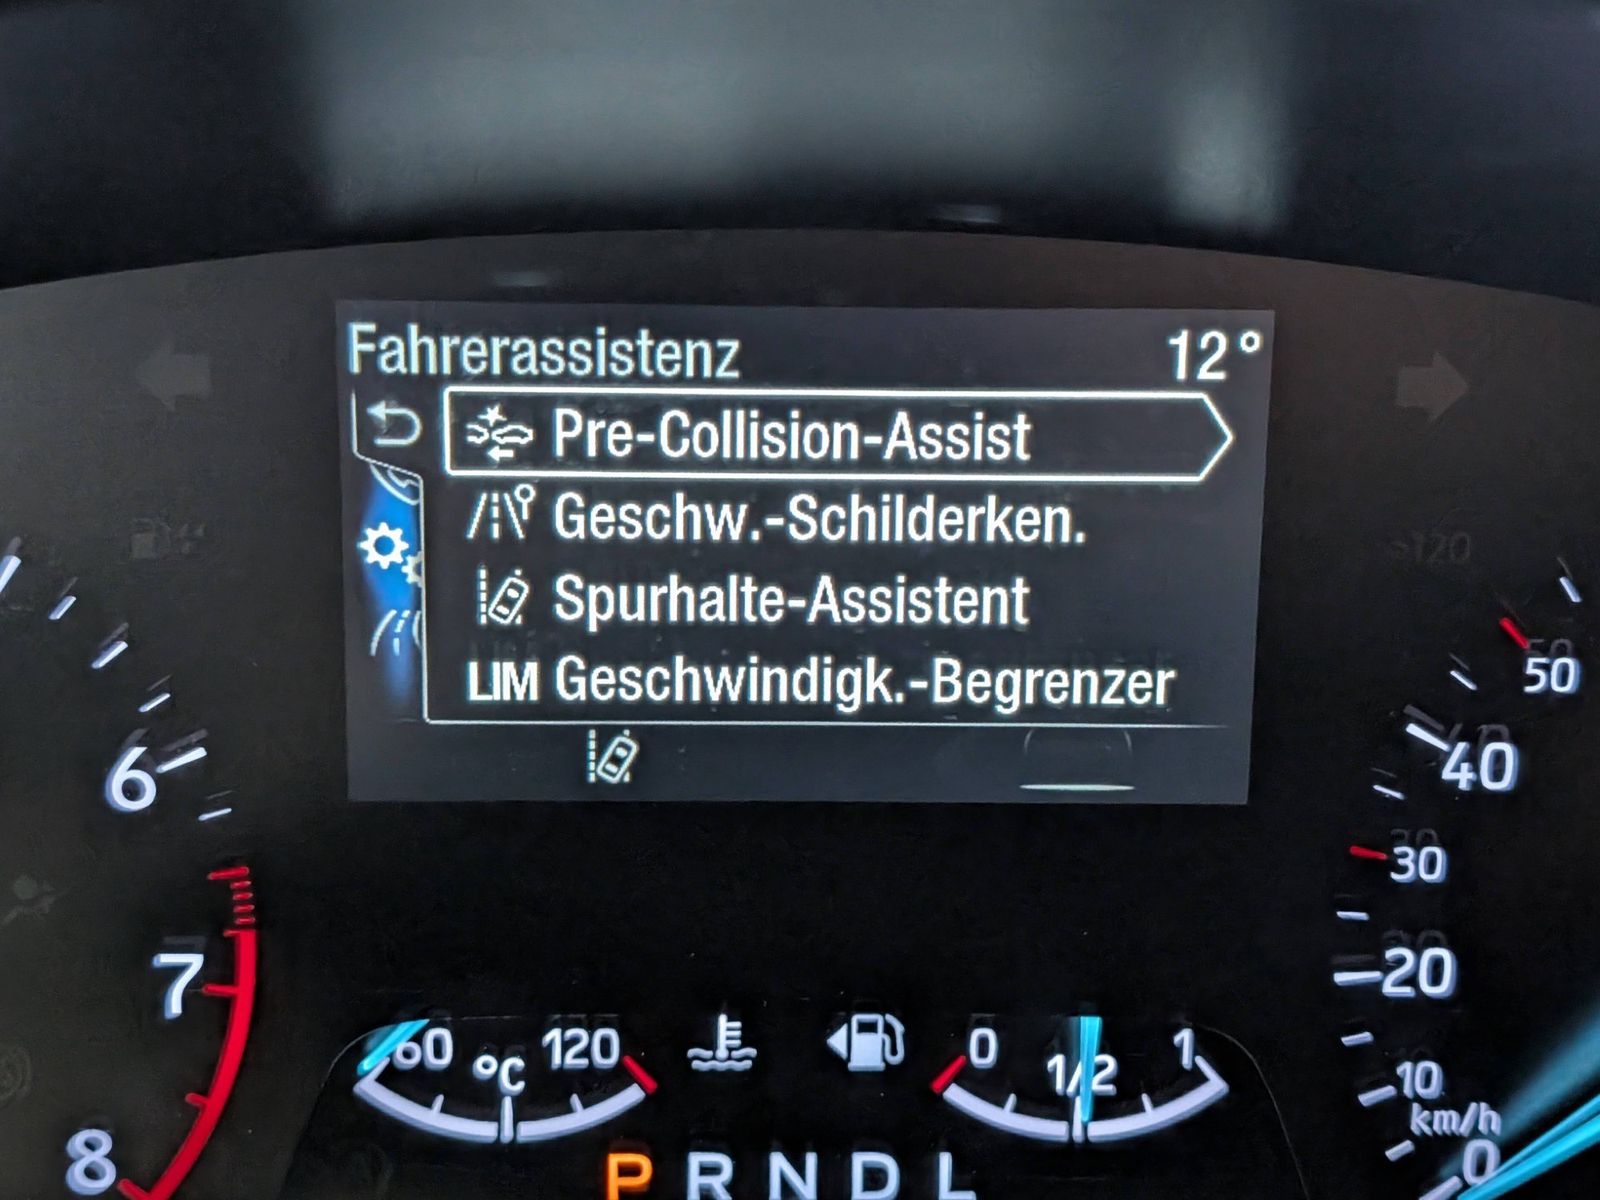 Fahrerassistenz 12°
Pre-Collision-Assist
Geschw.-Schilderken.
Spurhalte-Assistent
LIM Geschwindigk.-Begrenzer
>120
50
6
40
30
7
20
60 °C 120
0 1/2 1
10
km/h
8
P R N D L
0